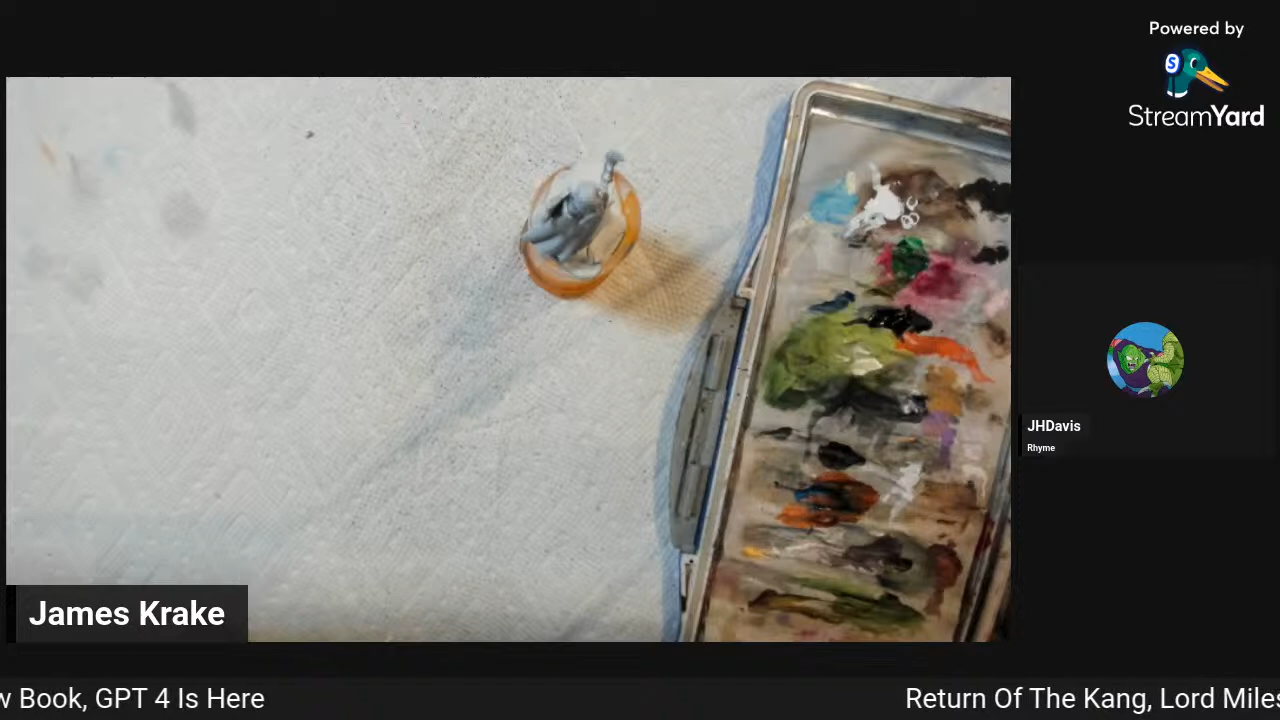 Powered by
StreamYard
JHDavis
Rhyme
James Krake
w Book, GPT 4 Is Here
Return Of The Kang, Lord Miles